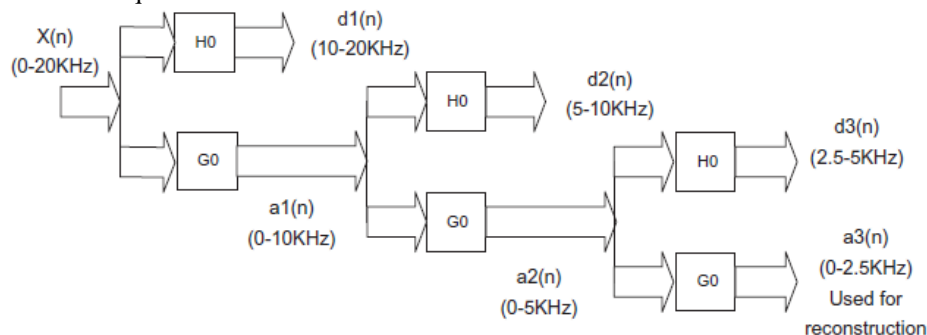 X(n)
(0-20KHz)
H0
d1(n)
(10-20KHz)
G0
a1(n)
(0-10KHz)
H0
d2(n)
(5-10KHz)
G0
a2(n)
(0-5KHz)
H0
d3(n)
(2.5-5KHz)
G0
a3(n)
(0-2.5KHz)
Used for
reconstruction